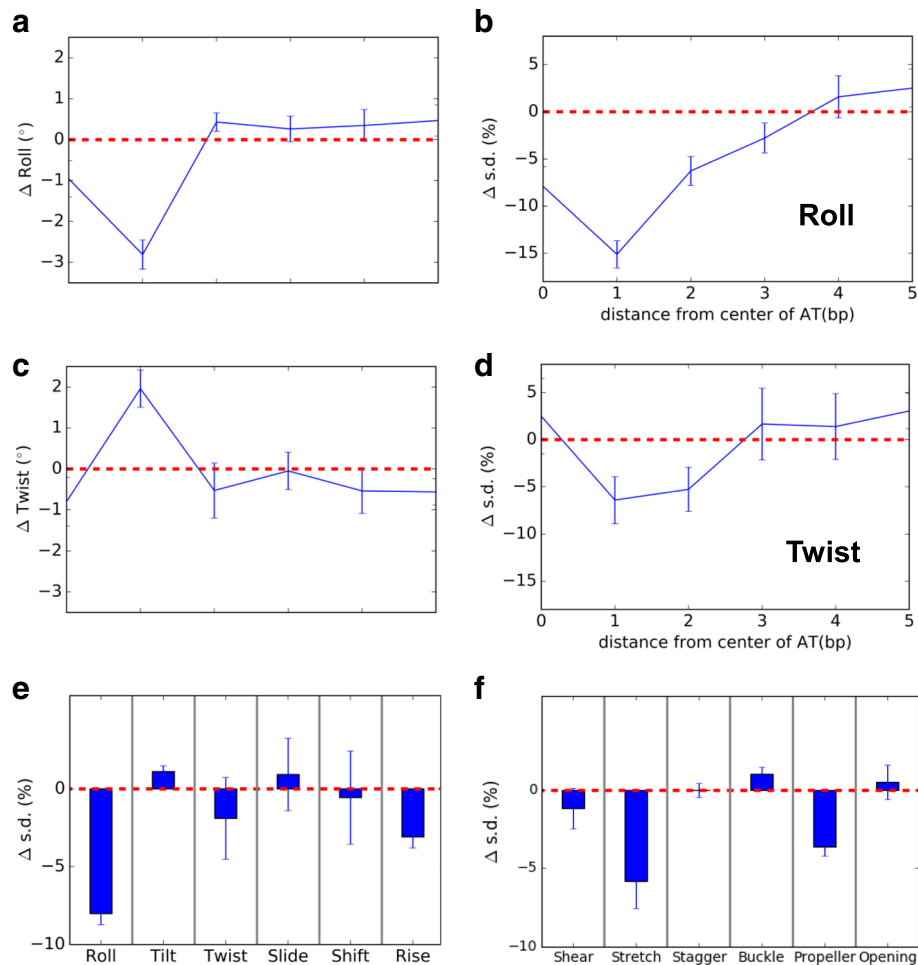 a
2
1
0
−1
−2
−3
Δ Roll (°)
b
5
0
−5
−10
−15
Δ s.d. (%)
Roll
0 1 2 3 4 5
distance from center of AT(bp)
c
2
1
0
−1
−2
−3
Δ Twist (°)
d
5
0
−5
−10
−15
Δ s.d. (%)
Twist
0 1 2 3 4 5
distance from center of AT(bp)
e
0
−5
−10
Δ s.d. (%)
Roll Tilt Twist Slide Shift Rise
f
0
−5
−10
Δ s.d. (%)
Shear Stretch Stagger Buckle Propeller Opening